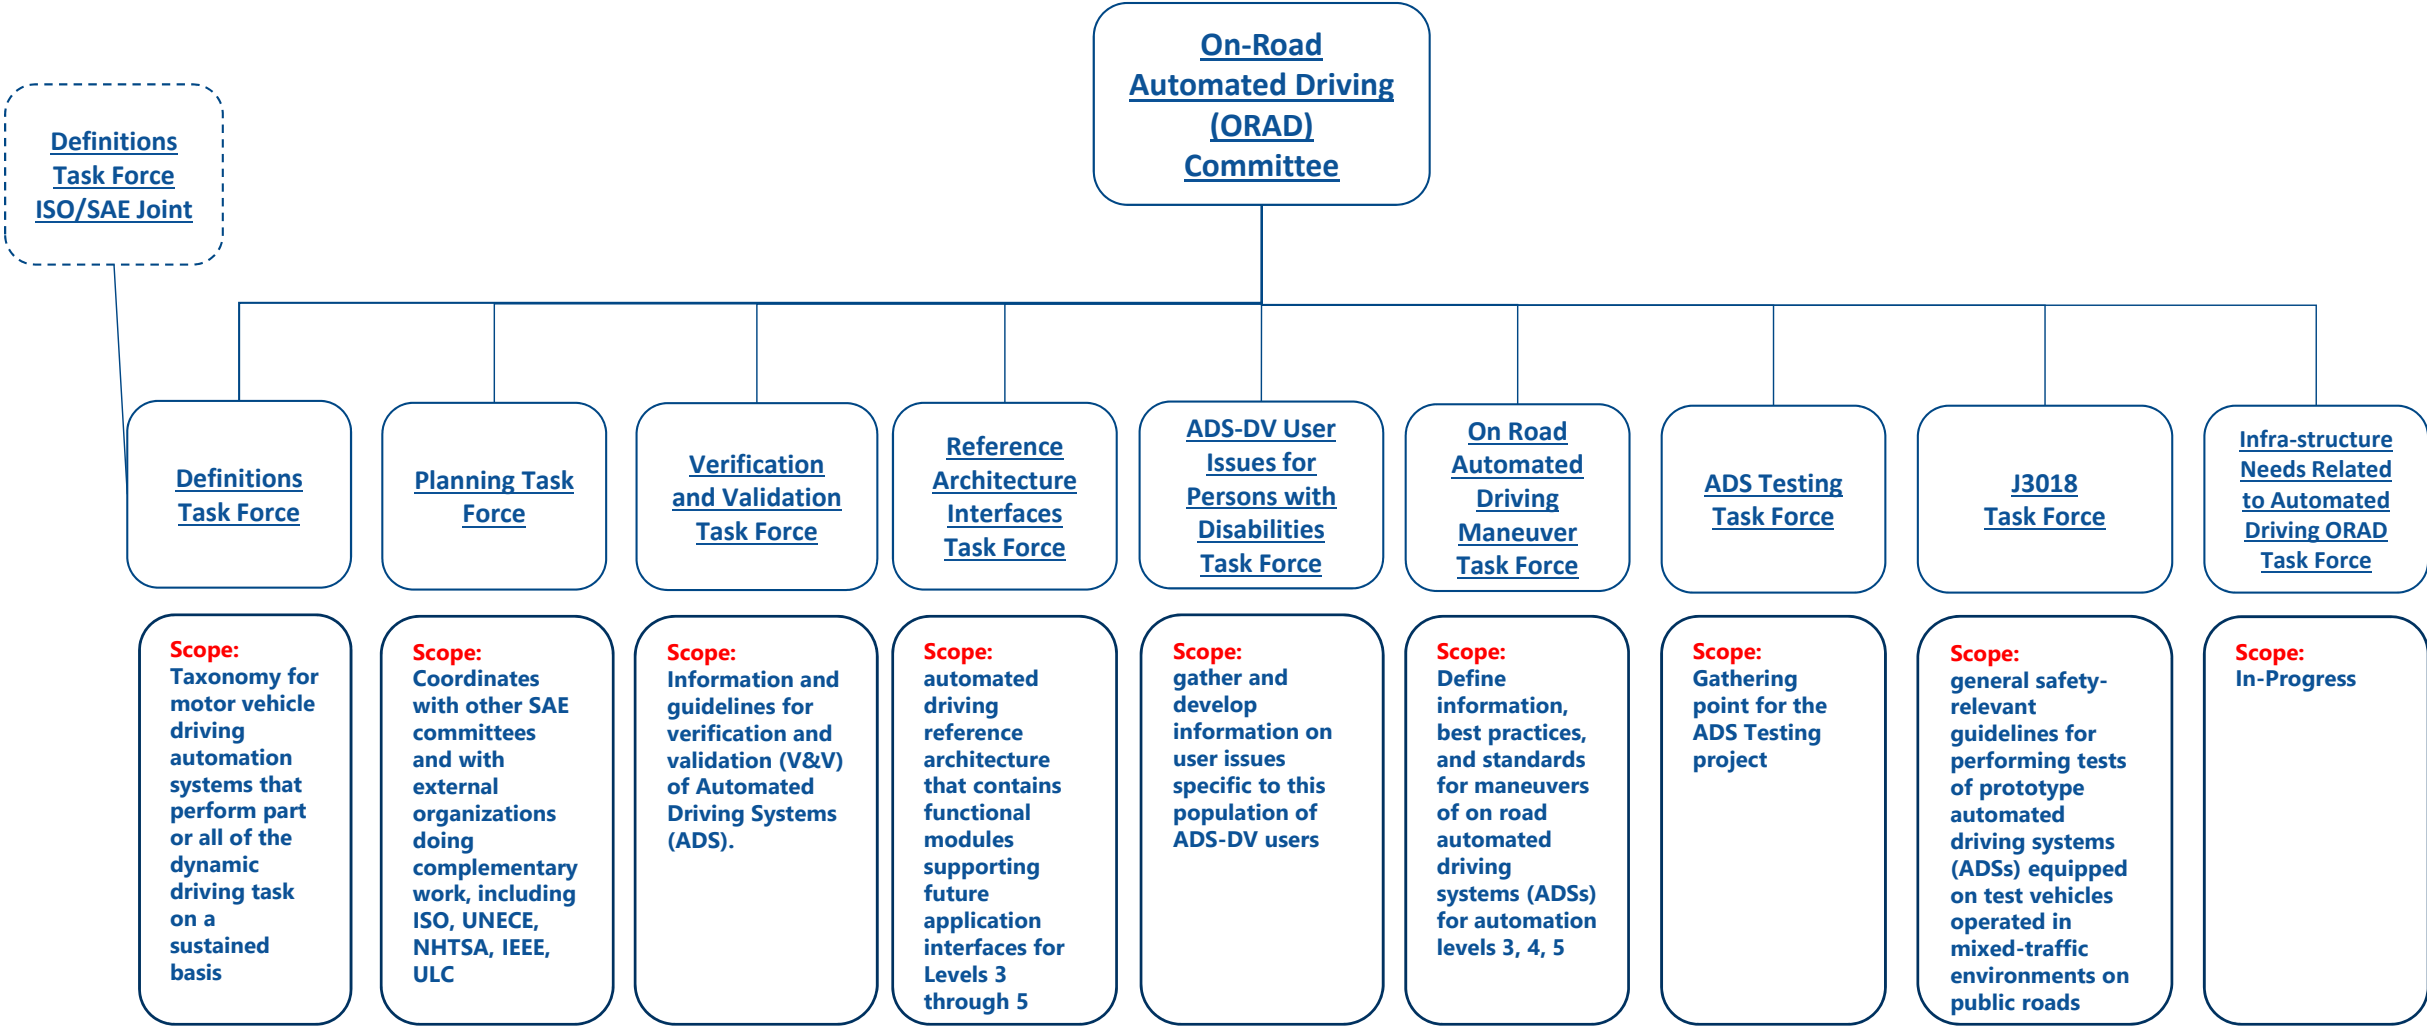 On-Road
Automated Driving
(ORAD)
Committee
Definitions
Task Force
ISO/SAE Joint
Definitions
Task Force
Planning Task
Force
Verification
and Validation
Task Force
Reference
Architecture
Interfaces
Task Force
ADS-DV User
Issues for
Persons with
Disabilities
Task Force
On Road
Automated
Driving
Maneuver
Task Force
ADS Testing
Task Force
J3018
Task Force
Infra-structure
Needs Related
to Automated
Driving ORAD
Task Force
Scope:
Taxonomy for
motor vehicle
driving
automation
systems that
perform part
or all of the
dynamic
driving task
on a
sustained
basis
Scope:
Coordinates
with other SAE
committees
and with
external
organizations
doing
complementary
work, including
ISO, UNECE,
NHTSA, IEEE,
ULC
Scope:
Information and
guidelines for
verification and
validation (V&V)
of Automated
Driving Systems
(ADS).
Scope:
automated
driving
reference
architecture
that contains
functional
modules
supporting
future
application
interfaces for
Levels 3
through 5
Scope:
gather and
develop
information on
user issues
specific to this
population of
ADS-DV users
Scope:
Define
information,
best practices,
and standards
for maneuvers
of on road
automated
driving
systems (ADSs)
for automation
levels 3, 4, 5
Scope:
Gathering
point for the
ADS Testing
project
Scope:
general safety-
relevant
guidelines for
performing tests
of prototype
automated
driving systems
(ADSs) equipped
on test vehicles
operated in
mixed-traffic
environments on
public roads
Scope:
In-Progress